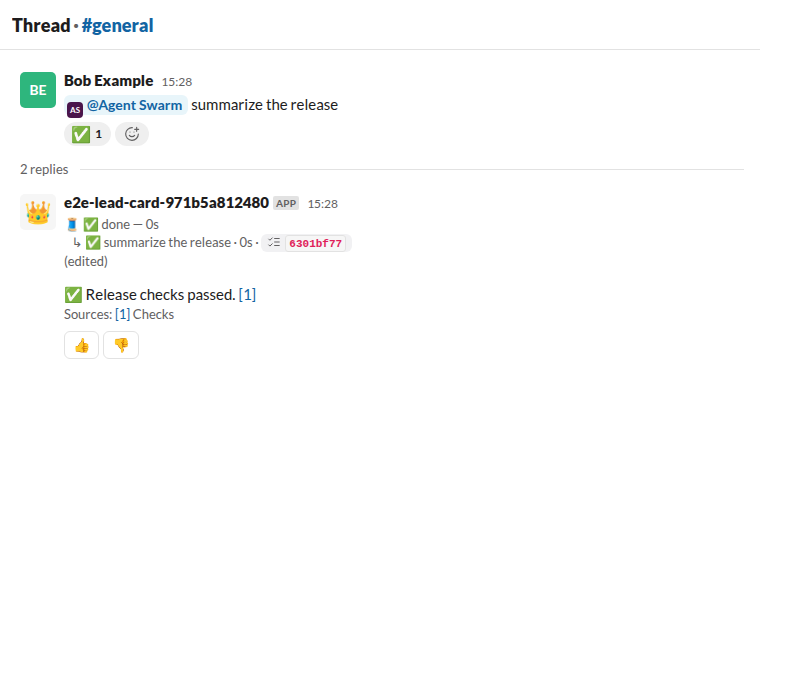 Thread • #general
BE
Bob Example 15:28
AS @Agent Swarm summarize the release
✅ 1
2 replies
e2e-lead-card-971b5a812480 APP 15:28
🧵 ✅ done — 0s
↳ ✅ summarize the release · 0s · 6301bf77
(edited)
✅ Release checks passed. [1]
Sources: [1] Checks